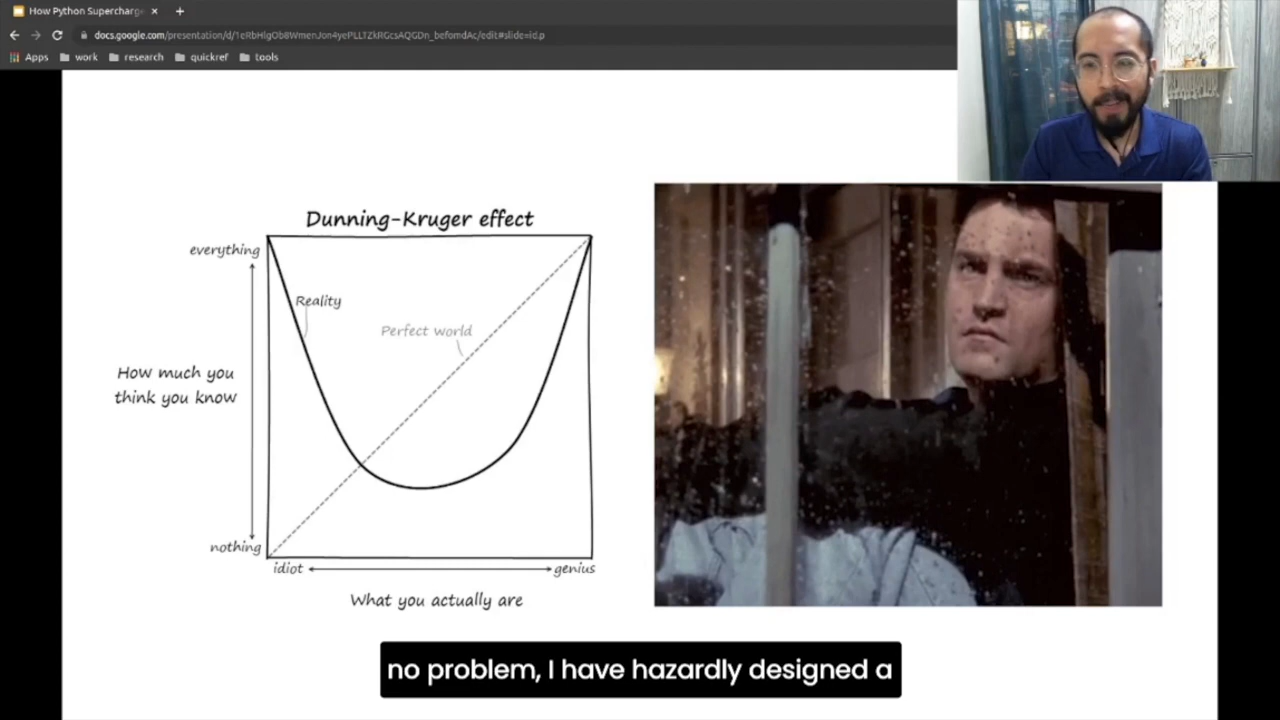 How Python Supercharge
docs.google.com/presentation/d/1eRbHlgOb8WmenJon4yePLLTZkRGcsAQGDn_befomdAc/edit#slide=id.p
Apps work research quickref tools
Dunning-Kruger effect
everything
Reality
Perfect world
How much you
think you know
nothing
idiot genius
What you actually are
no problem, I have hazardly designed a